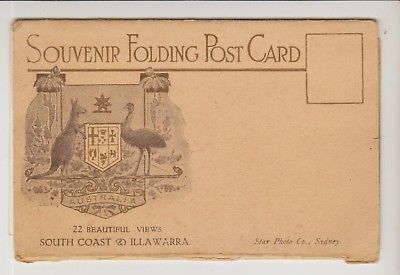 SOUVENIR FOLDING POST CARD
AUSTRALIA
22 BEAUTIFUL VIEWS
SOUTH COAST & ILLAWARRA.
Star Photo Co., Sydney